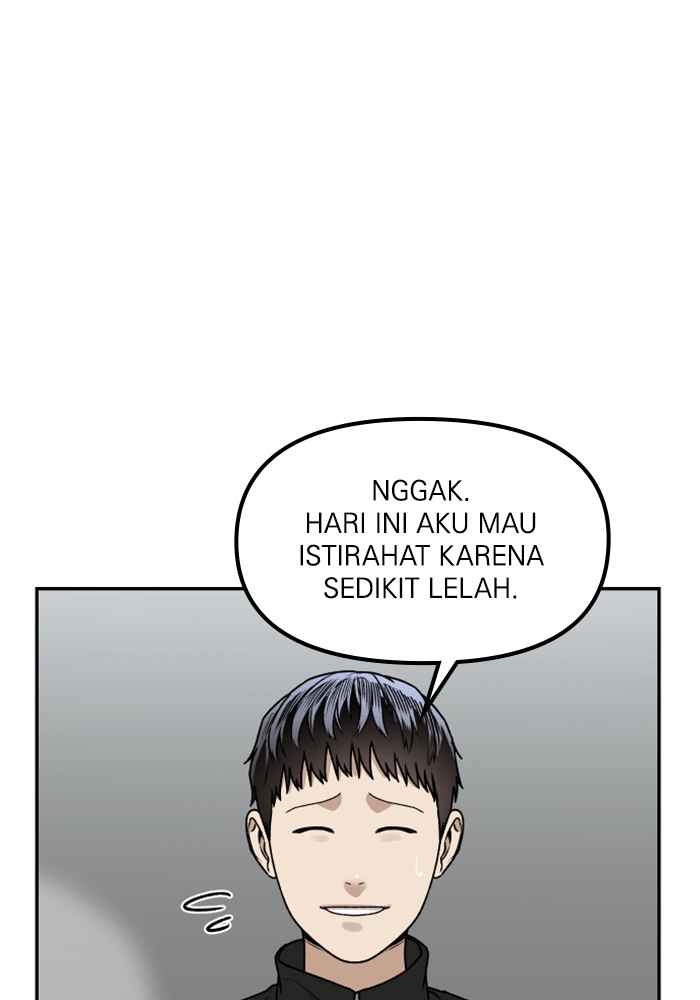 NGGAK.
HARI INI AKU MAU
ISTIRAHAT KARENA
SEDIKIT LELAH.